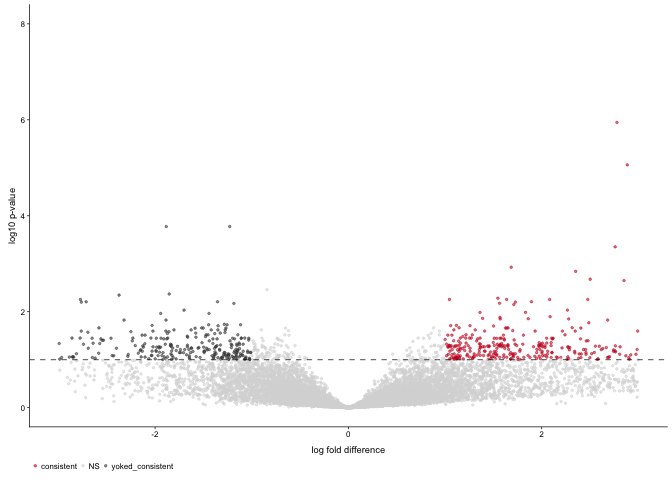 8
6
4
2
0
log10 p-value
-2 0 2
log fold difference
consistent NS yoked_consistent